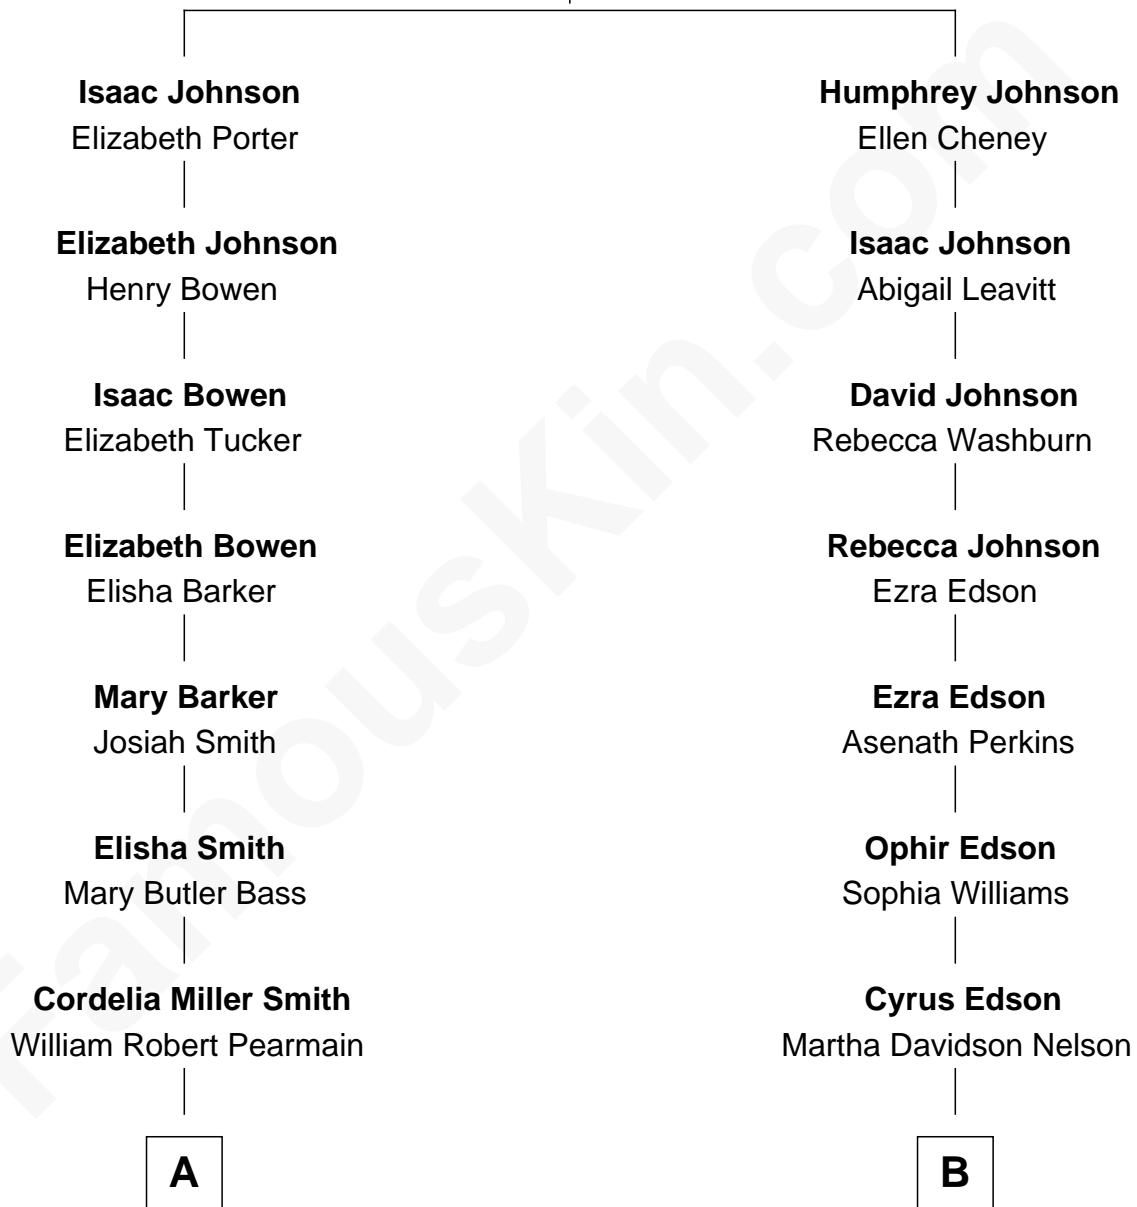 Isaac Johnson
Elizabeth Porter
Elizabeth Johnson
Henry Bowen
Isaac Bowen
Elizabeth Tucker
Elizabeth Bowen
Elisha Barker
Mary Barker
Josiah Smith
Elisha Smith
Mary Butler Bass
Cordelia Miller Smith
William Robert Pearmain
A
Humphrey Johnson
Ellen Cheney
Isaac Johnson
Abigail Leavitt
David Johnson
Rebecca Washburn
Rebecca Johnson
Ezra Edson
Ezra Edson
Asenath Perkins
Ophir Edson
Sophia Williams
Cyrus Edson
Martha Davidson Nelson
B
FamousKin.com